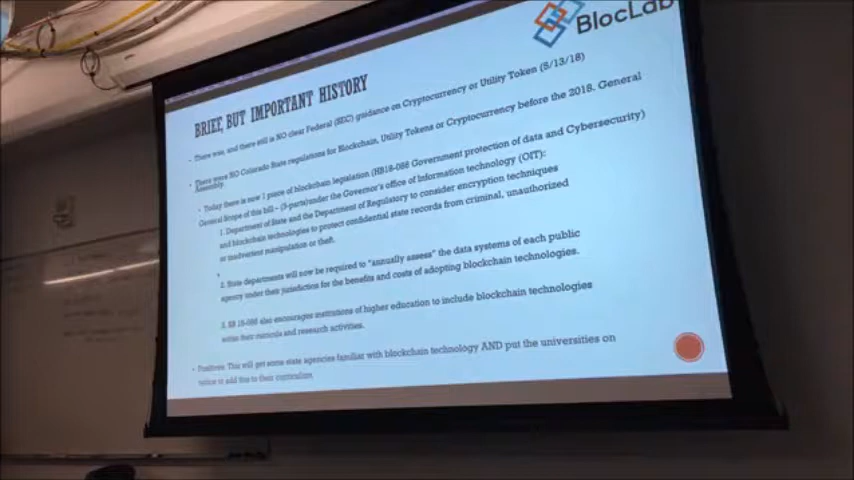 BlocLab
BRIEF, BUT IMPORTANT HISTORY
There was, and there still is NO clear Federal (SEC) guidance on Cryptocurrency or Utility Token (5/13/18)
There were NO Colorado State regulations for Blockchain, Utility Tokens or Cryptocurrency before the 2018. General
Assembly.
Today there is now 1 piece of blockchain legislation (HB18-086 Government protection of data and Cybersecurity)
General Scope of this bill – (3-parts)under the Governor's office of Information technology (OIT):
1. Department of State and the Department of Regulatory to consider encryption techniques
and blockchain technologies to protect confidential state records from criminal, unauthorized
or inadvertent manipulation or theft.
2. State departments will now be required to "annually assess" the data systems of each public
agency under their jurisdiction for the benefits and costs of adopting blockchain technologies.
3. SB 18-086 also encourages institutions of higher education to include blockchain technologies
within their curricula and research activities.
Positives: This will get some state agencies familiar with blockchain technology AND put the universities on
notice to add this to their curriculum.